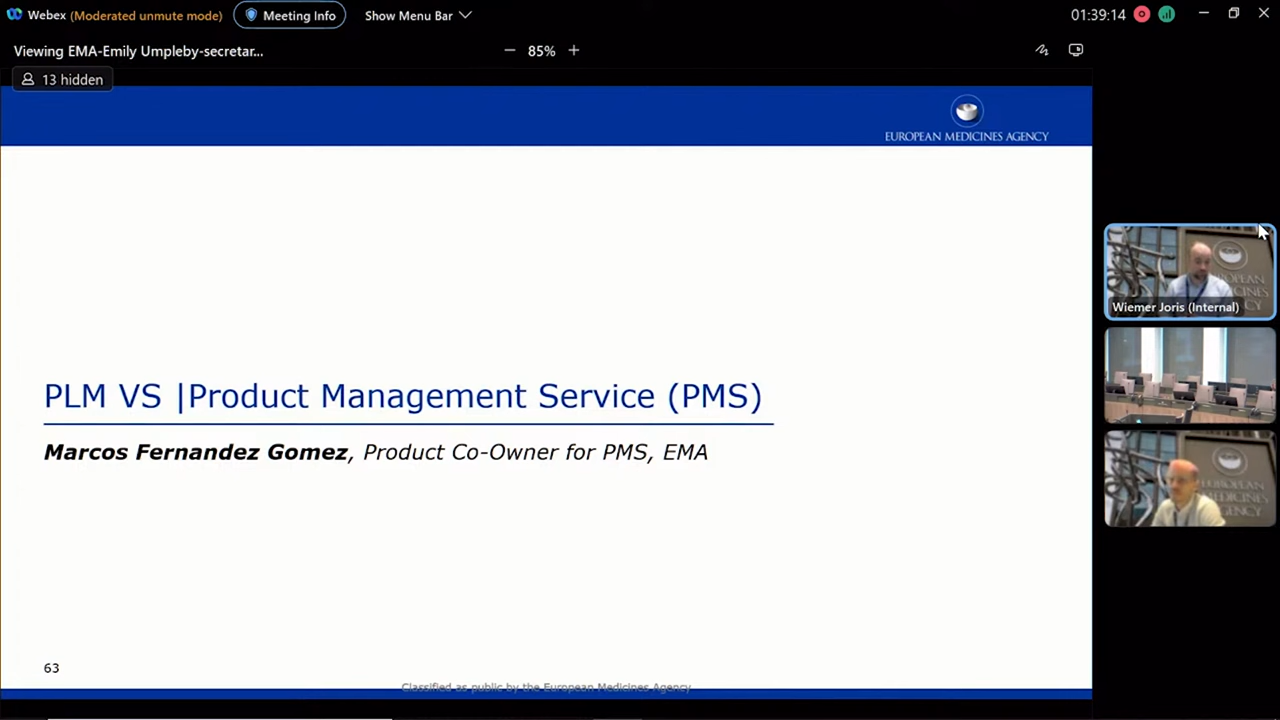 Webex (Moderated unmute mode) Meeting Info Show Menu Bar 01:39:14
Viewing EMA-Emily Umpleby-secretar... 85%
13 hidden
EUROPEAN MEDICINES AGENCY
Wiemer Joris (Internal)
PLM VS |Product Management Service (PMS)
Marcos Fernandez Gomez, Product Co-Owner for PMS, EMA
63
Classified as public by the European Medicines Agency